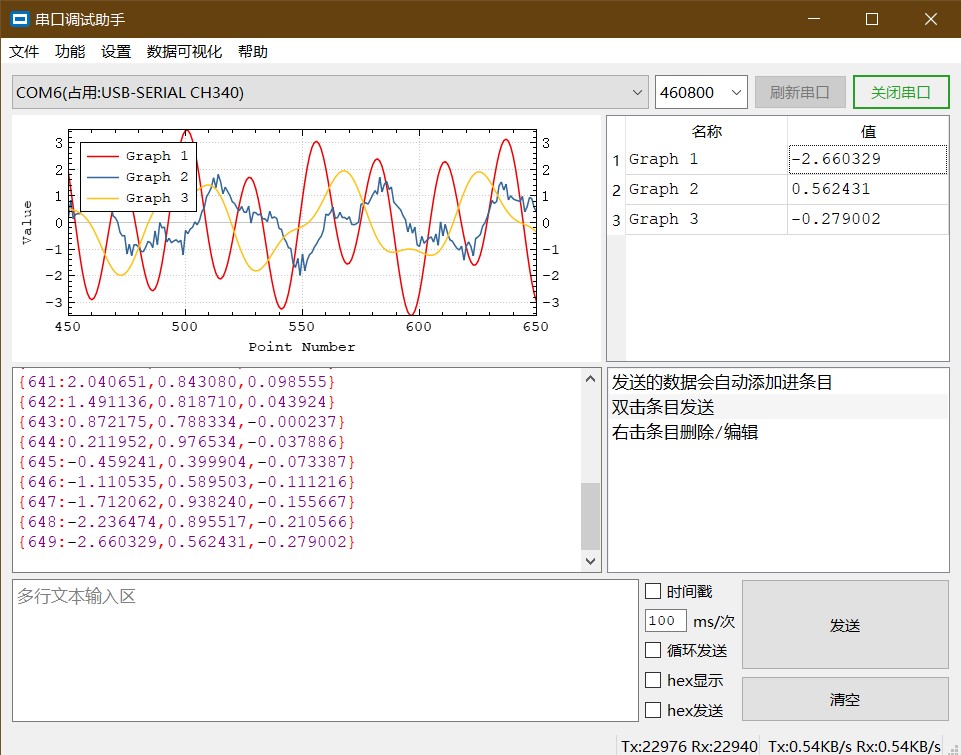 串口调试助手
文件 功能 设置 数据可视化 帮助
COM6(占用:USB-SERIAL CH340)
460800
刷新串口
关闭串口
Graph 1
Graph 2
Graph 3
Value
3
2
1
0
−1
−2
−3
3
2
1
0
−1
−2
−3
450 500 550 600 650
Point Number
名称 值
1 Graph 1 -2.660329
2 Graph 2 0.562431
3 Graph 3 -0.279002
{641:2.040651,0.843080,0.098555}
{642:1.491136,0.818710,0.043924}
{643:0.872175,0.788334,-0.000237}
{644:0.211952,0.976534,-0.037886}
{645:-0.459241,0.399904,-0.073387}
{646:-1.110535,0.589503,-0.111216}
{647:-1.712062,0.938240,-0.155667}
{648:-2.236474,0.895517,-0.210566}
{649:-2.660329,0.562431,-0.279002}
发送的数据会自动添加进条目
双击条目发送
右击条目删除/编辑
多行文本输入区
时间戳
100 ms/次
循环发送
hex显示
hex发送
发送
清空
Tx:22976 Rx:22940 Tx:0.54KB/s Rx:0.54KB/s